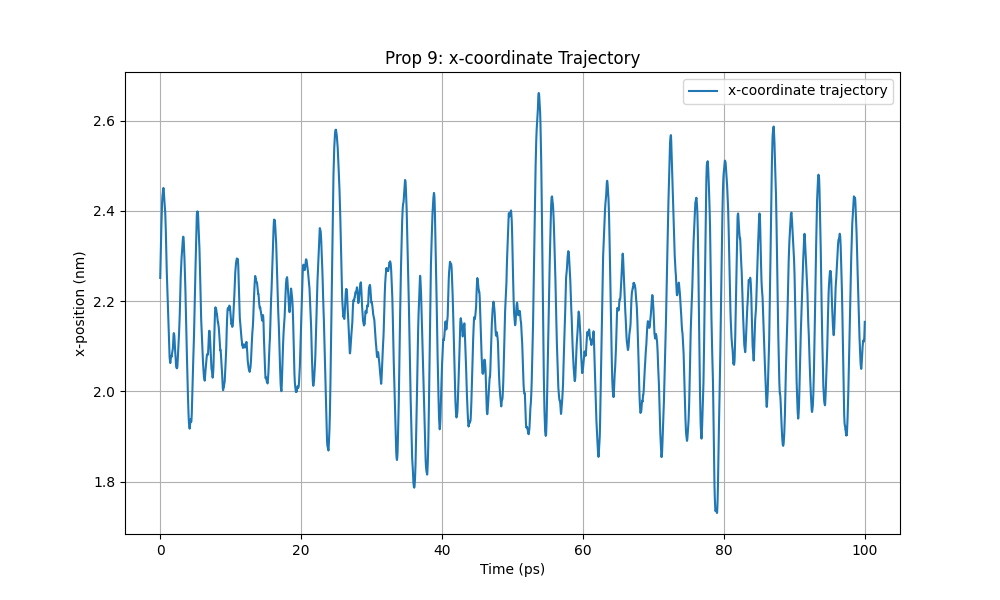 Prop 9: x-coordinate Trajectory
x-coordinate trajectory
2.6
2.4
2.2
2.0
1.8
x-position (nm)
0 20 40 60 80 100
Time (ps)